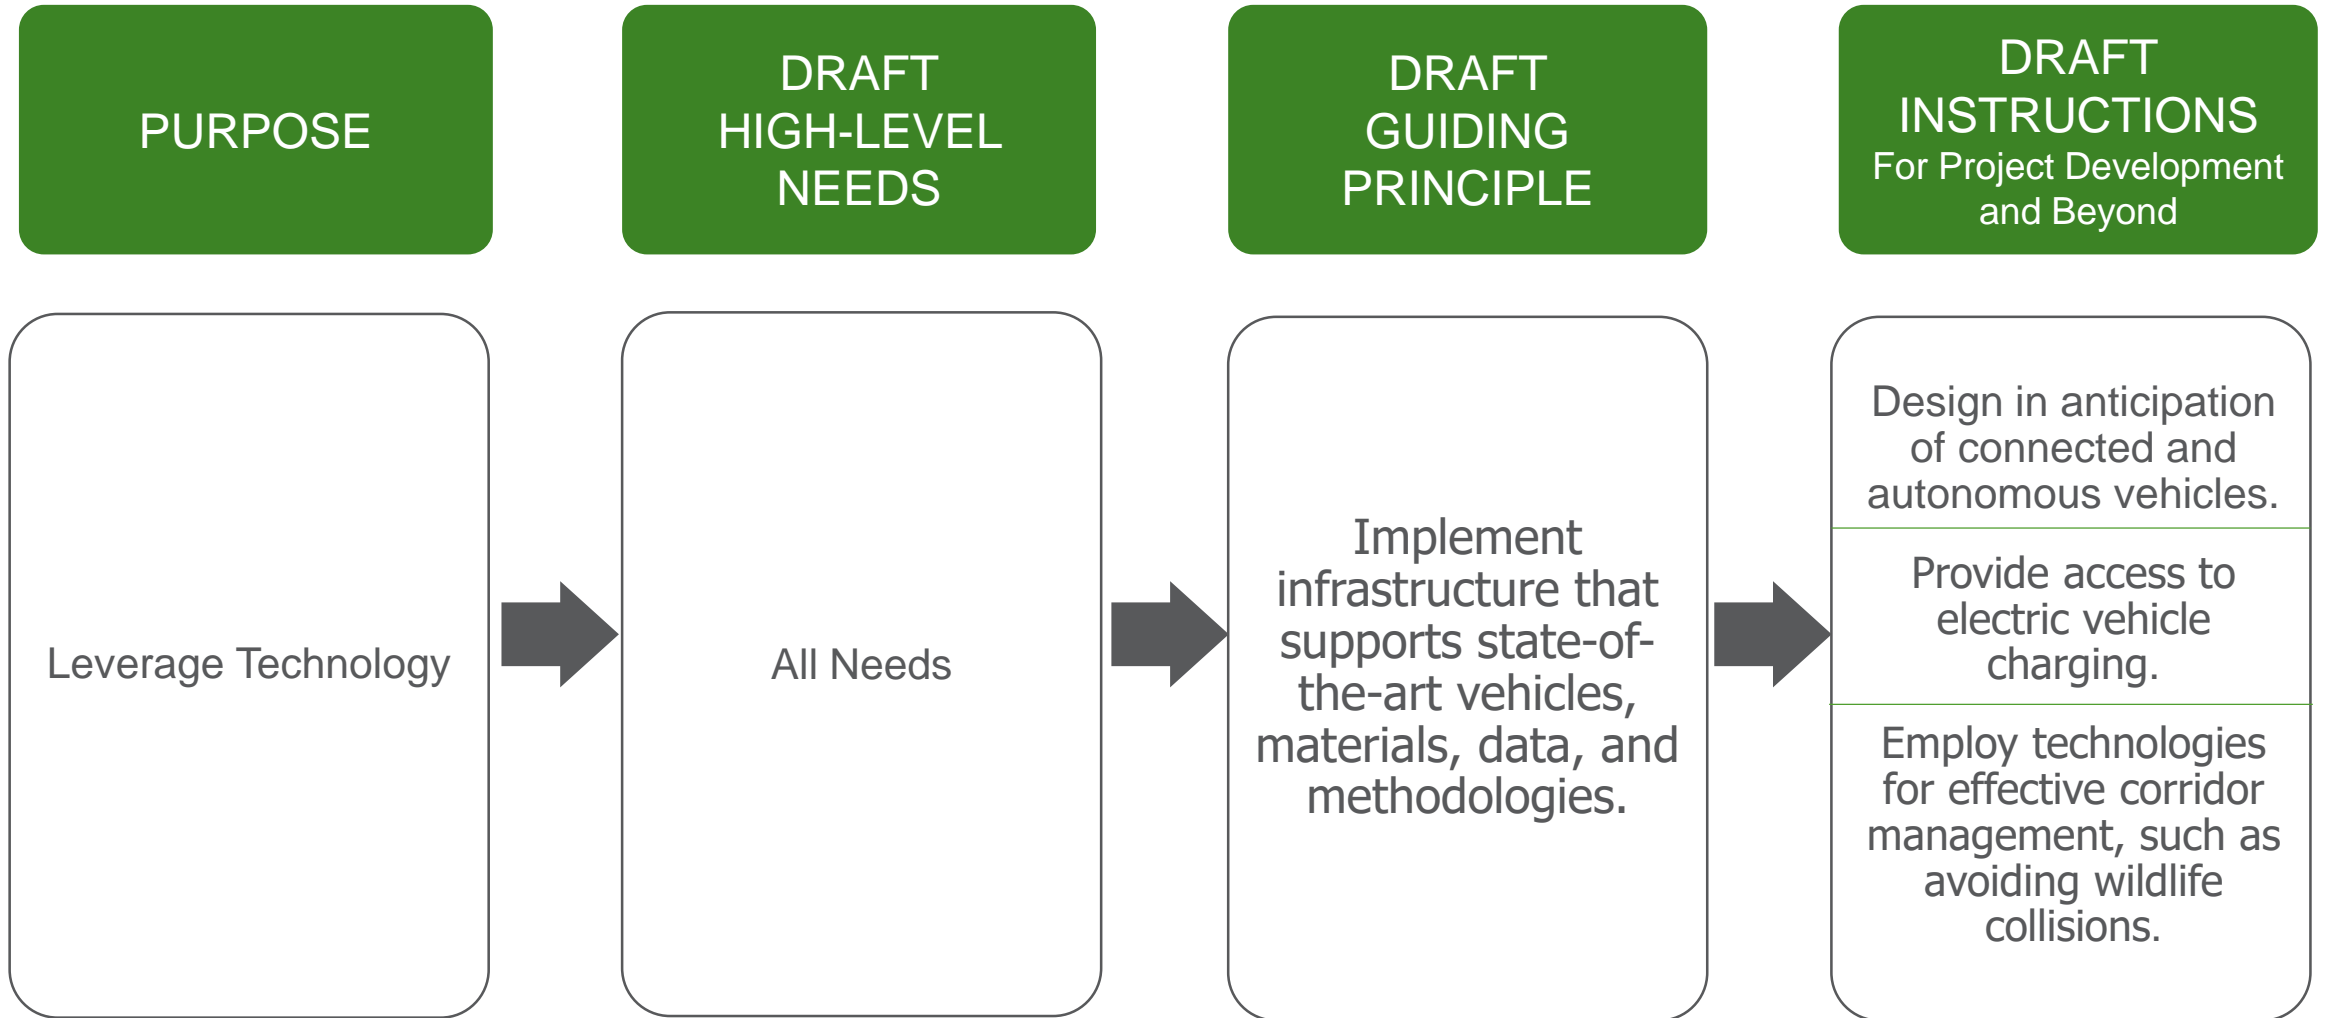 PURPOSE
DRAFT
HIGH-LEVEL
NEEDS
DRAFT
GUIDING
PRINCIPLE
DRAFT
INSTRUCTIONS
For Project Development
and Beyond
Leverage Technology
All Needs
Implement
infrastructure that
supports state-of-
the-art vehicles,
materials, data, and
methodologies.
Design in anticipation
of connected and
autonomous vehicles.
Provide access to
electric vehicle
charging.
Employ technologies
for effective corridor
management, such as
avoiding wildlife
collisions.